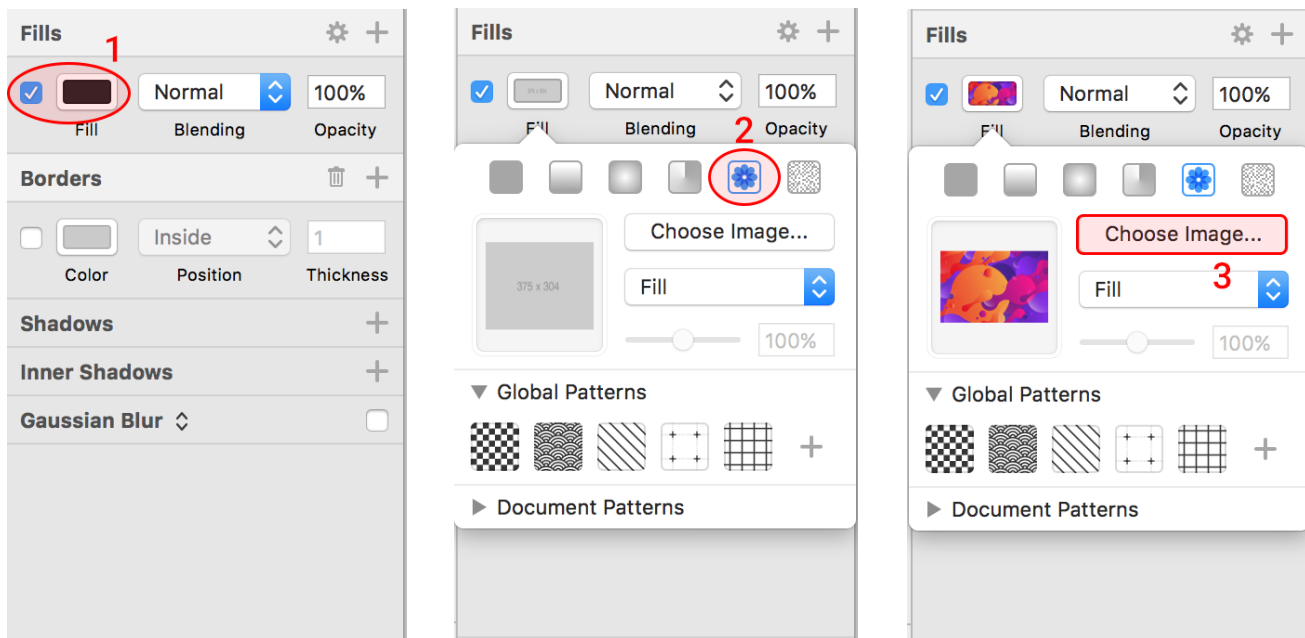 Fills
1
Normal
100%
Fill
Blending
Opacity
Borders
Inside
1
Color
Position
Thickness
Shadows
Inner Shadows
Gaussian Blur
Fills
Normal
100%
Fill
Blending
2
Opacity
Choose Image...
375 x 304
Fill
100%
Global Patterns
Document Patterns
Fills
Normal
100%
Fill
Blending
Opacity
Choose Image...
Fill
3
100%
Global Patterns
Document Patterns